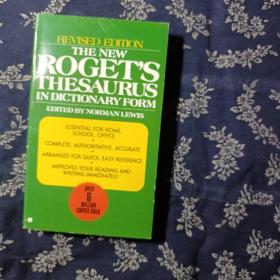 REVISED EDITION
THE NEW
ROGET'S
THESAURUS
IN DICTIONARY FORM
EDITED BY NORMAN LEWIS
ESSENTIAL FOR HOME,
SCHOOL, OFFICE
•
COMPLETE, AUTHORITATIVE, ACCURATE
•
ARRANGED FOR QUICK, EASY REFERENCE
•
IMPROVES YOUR READING AND
WRITING IMMEDIATELY
OVER
6
MILLION
COPIES SOLD